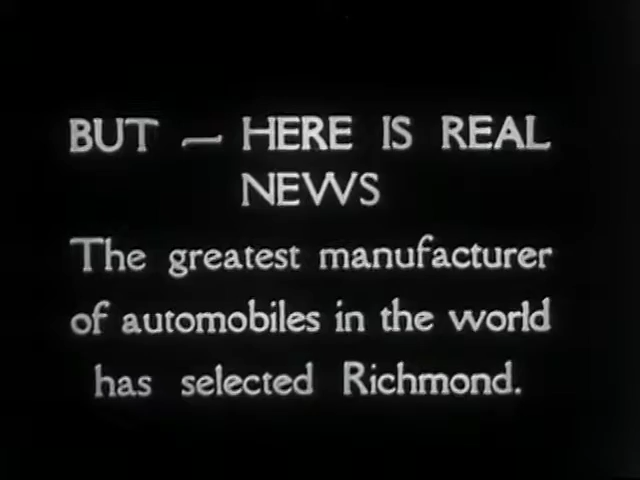 BUT — HERE IS REAL
NEWS
The greatest manufacturer
of automobiles in the world
has selected Richmond.